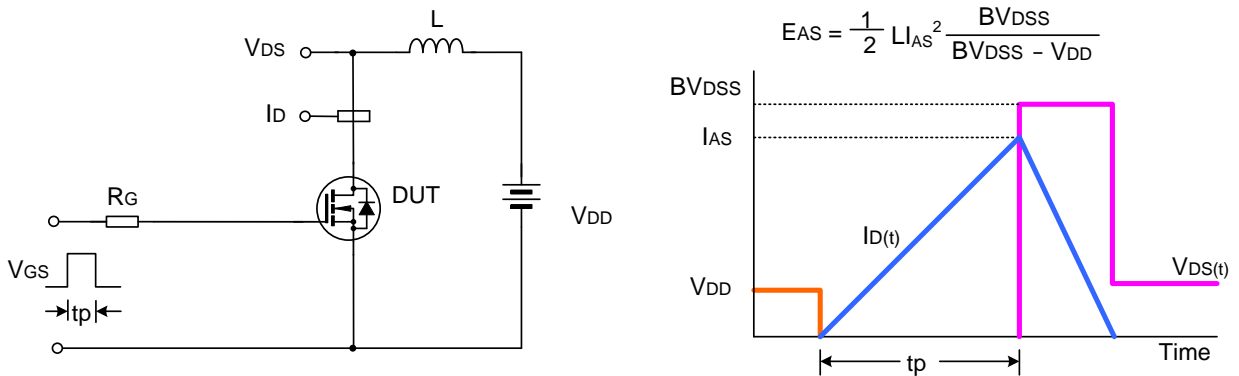 L
VDS
ID
RG
DUT
VDD
VGS
tp
EAS = 1/2 LIAS² BVDSS / BVDSS – VDD
BVDSS
IAS
ID(t)
VDS(t)
VDD
Time
tp